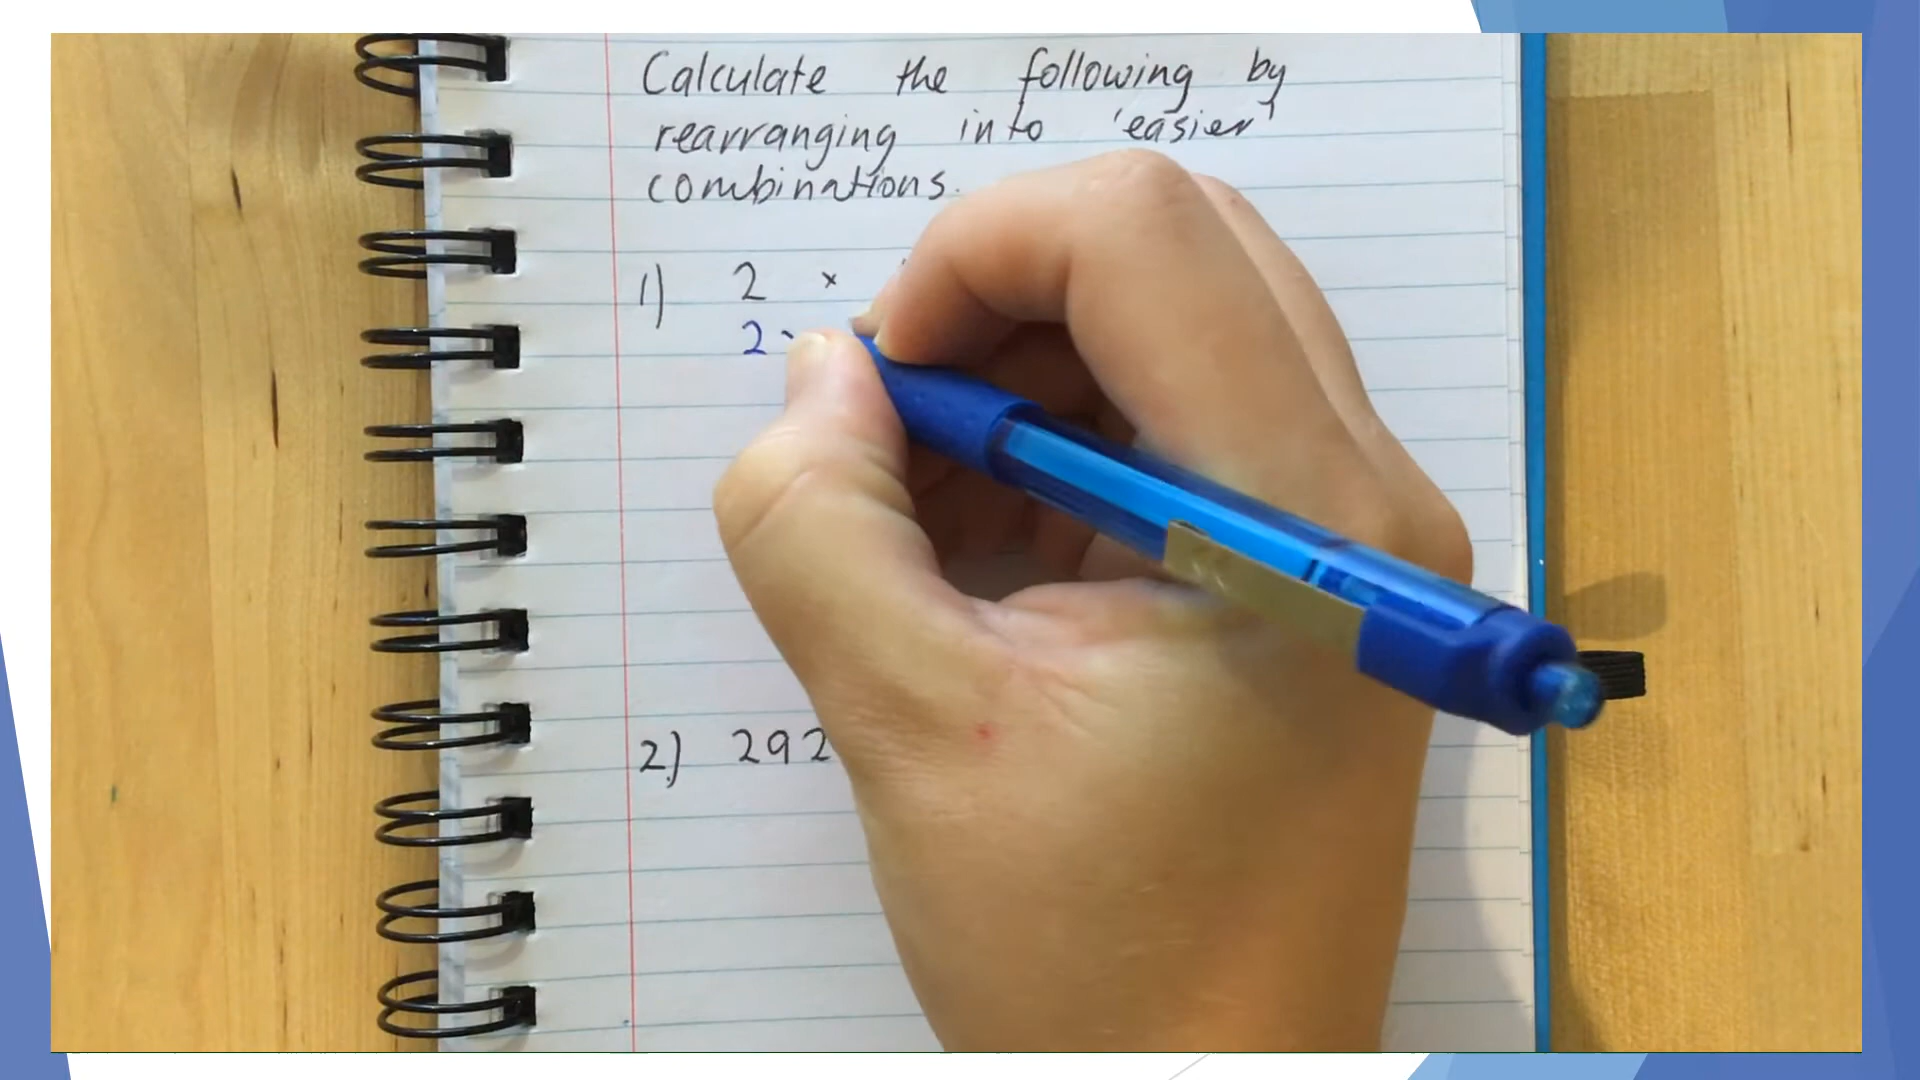 Calculate the following by
rearranging into 'easier'
combinations.
1) 2 ×
2
2.) 292